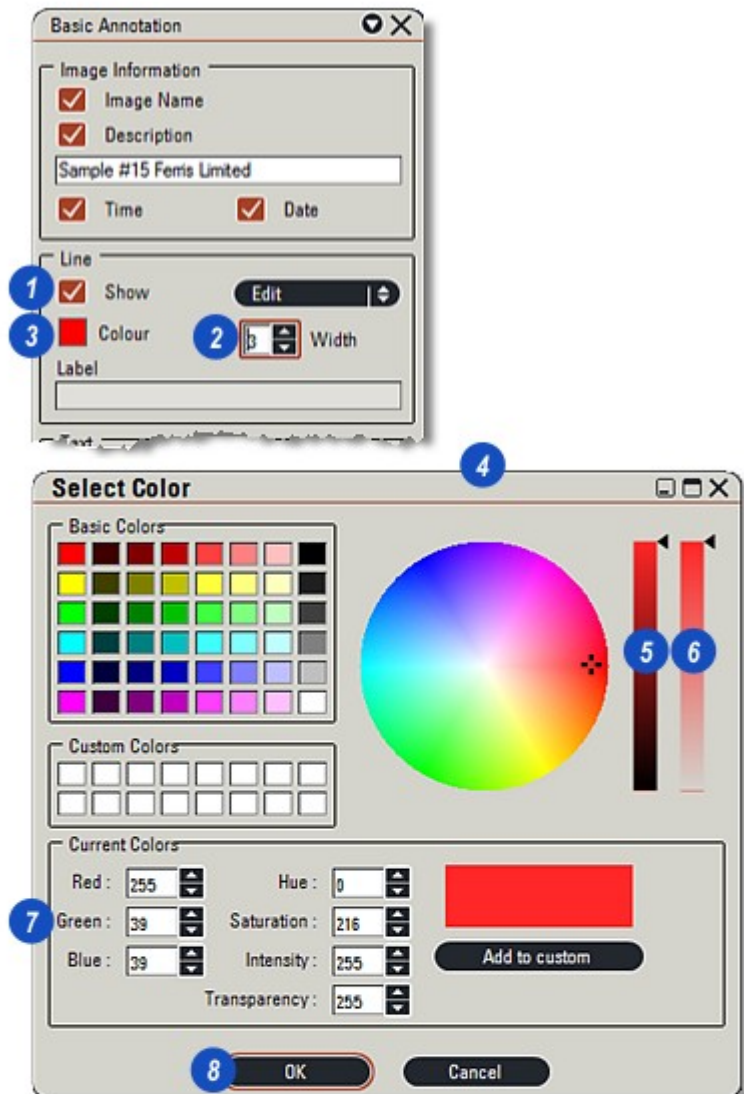 Basic Annotation
Image Information
Image Name
Description
Sample #15 Ferris Limited
Time Date
Line
1 Show Edit
3 Colour 2 3 Width
Label
Text
4
Select Color
Basic Colors
5 6
Custom Colors
Current Colors
Red : 255 Hue : 0
7 Green : 39 Saturation : 216
Blue : 39 Intensity : 255 Add to custom
Transparency : 255
8 OK Cancel